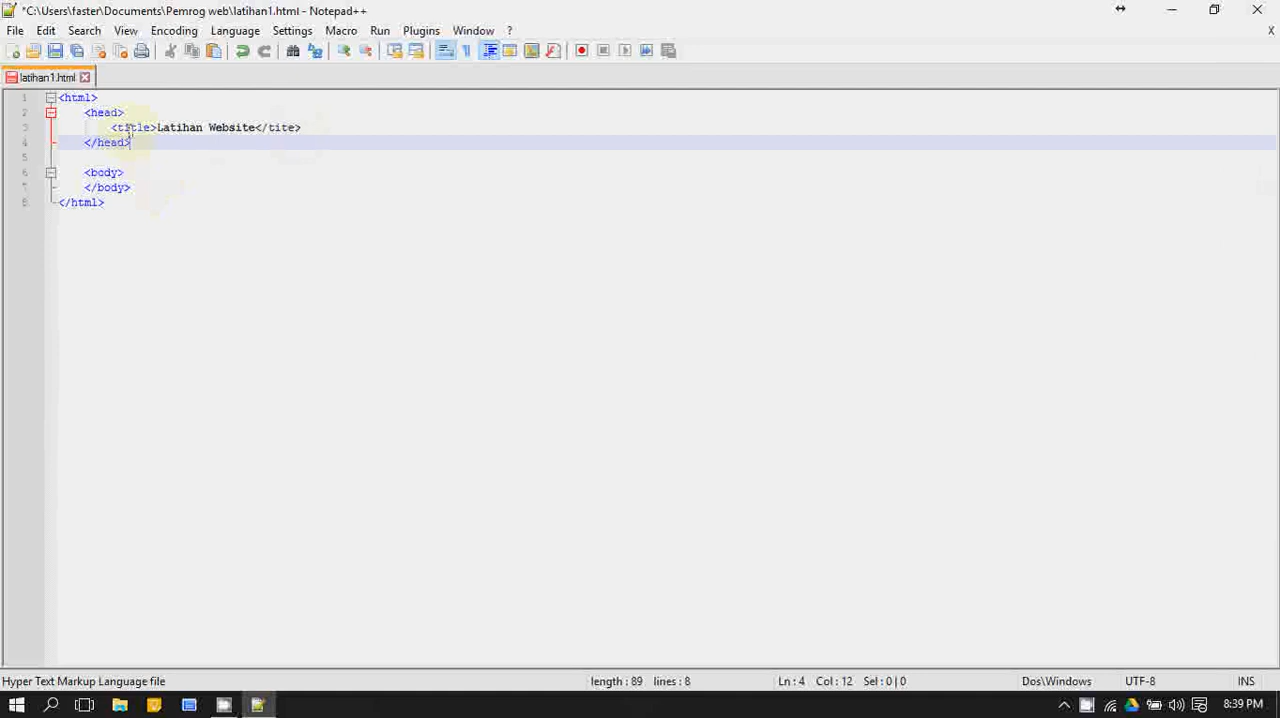 *C:\Users\faster\Documents\Pemrog web\latihan1.html - Notepad++
File Edit Search View Encoding Language Settings Macro Run Plugins Window ?
X
latihan1.html
1 <html>
2 <head>
3 <title>Latihan Website</tite>
4 </head>
5
6 <body>
7 </body>
8 </html>
Hyper Text Markup Language file length : 89 lines : 8 Ln : 4 Col : 12 Sel : 0 | 0 Dos\Windows UTF-8 INS
8:39 PM